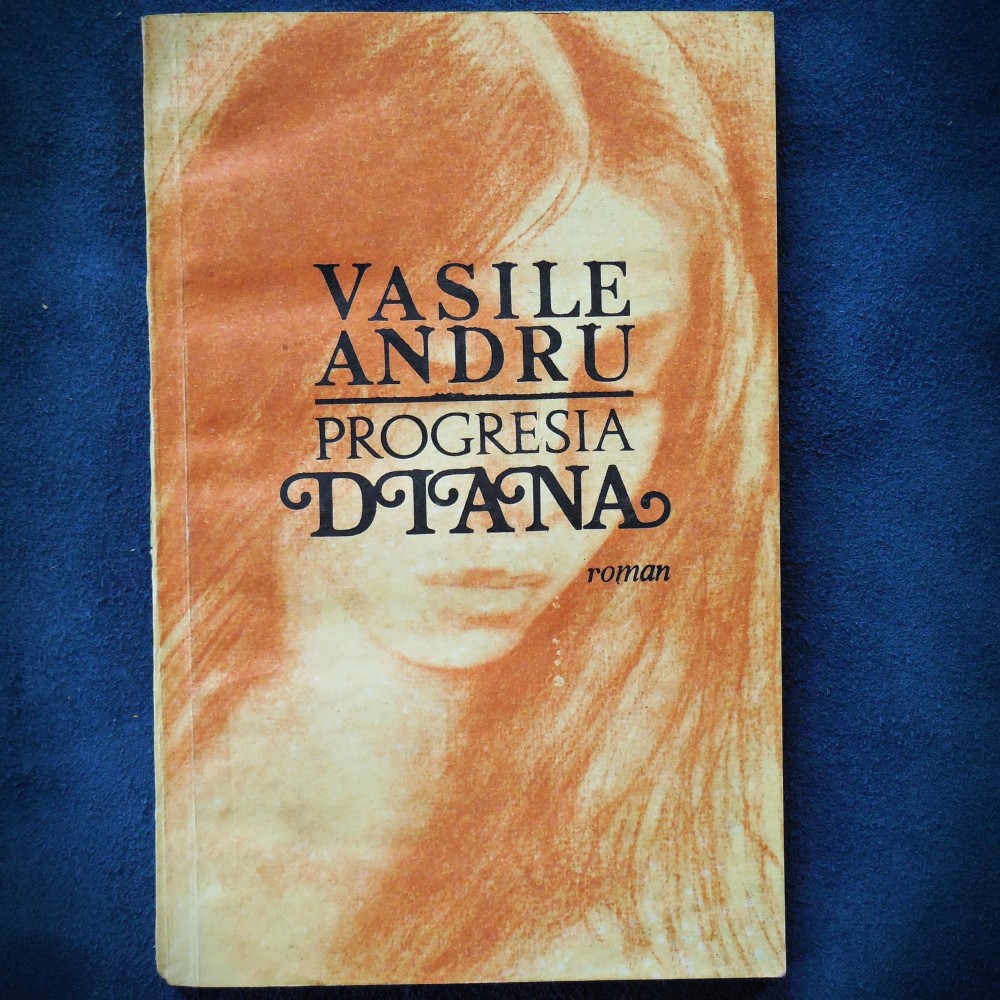 VASILE
ANDRU
PROGRESIA
DIANA
roman